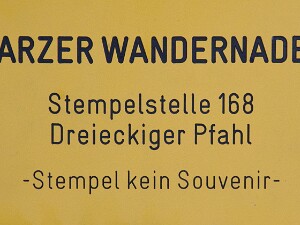 ARZER WANDERNADE
Stempelstelle 168
Dreieckiger Pfahl
-Stempel kein Souvenir-